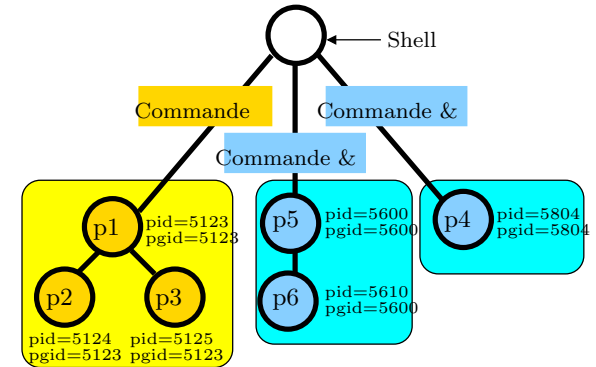 Shell
Commande
Commande &
Commande &
p1
pid=5123
pgid=5123
p5
pid=5600
pgid=5600
p4
pid=5804
pgid=5804
p2
p3
p6
pid=5610
pgid=5600
pid=5124
pgid=5123
pid=5125
pgid=5123